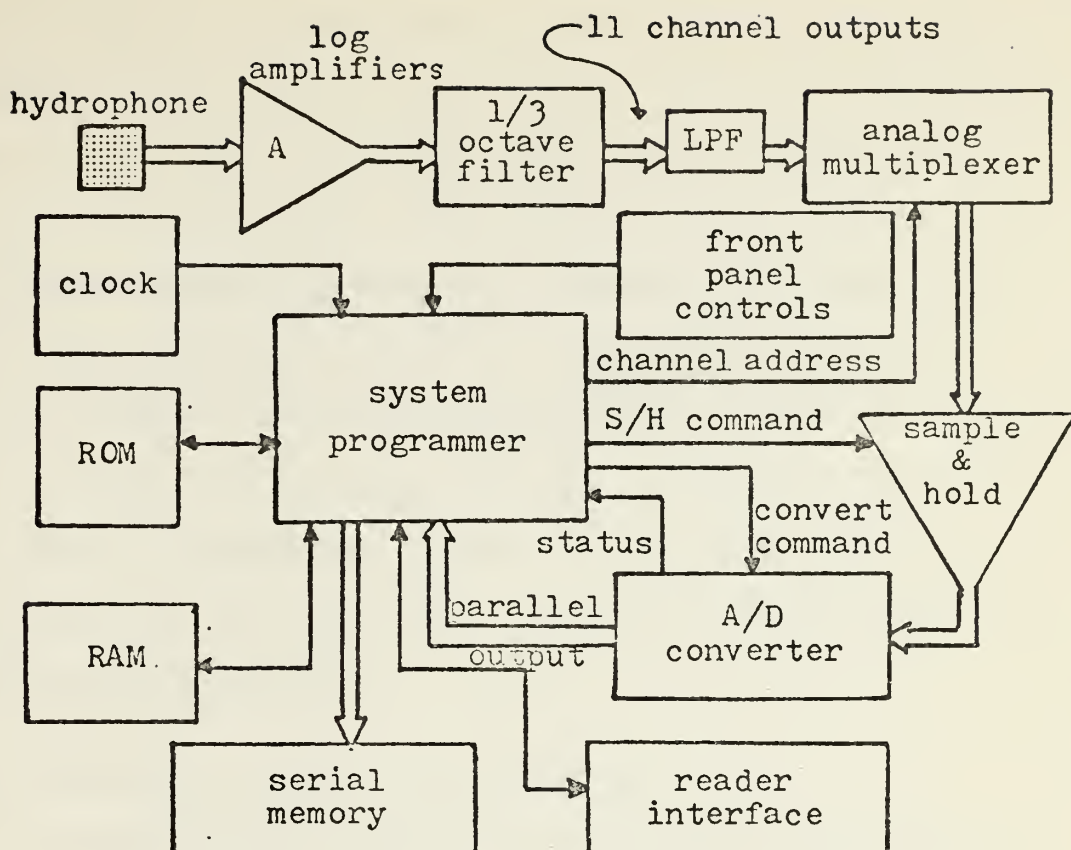 log
amplifiers
11 channel outputs
hydrophone
A
1/3
octave
filter
LPF
analog
multiplexer
clock
front
panel
controls
channel address
system
programmer
S/H command
sample
&
hold
ROM
status
convert
command
parallel
output
A/D
converter
RAM
serial
memory
reader
interface